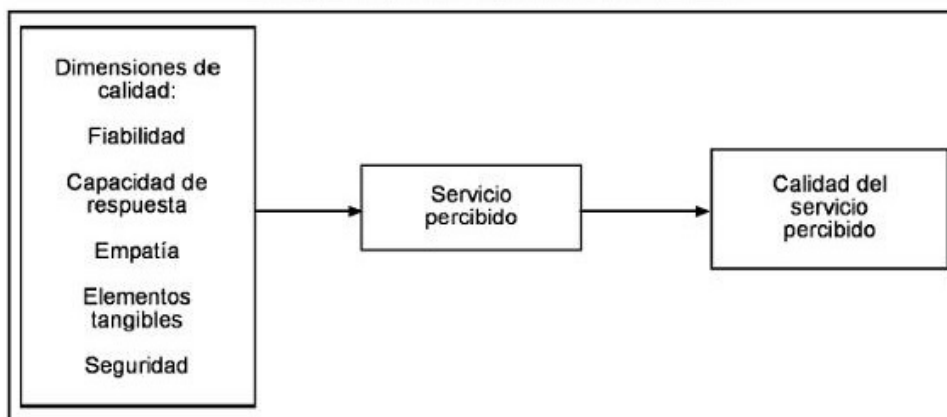 Dimensiones de
calidad:
Fiabilidad
Capacidad de
respuesta
Empatía
Elementos
tangibles
Seguridad
Servicio
percibido
Calidad del
servicio
percibido